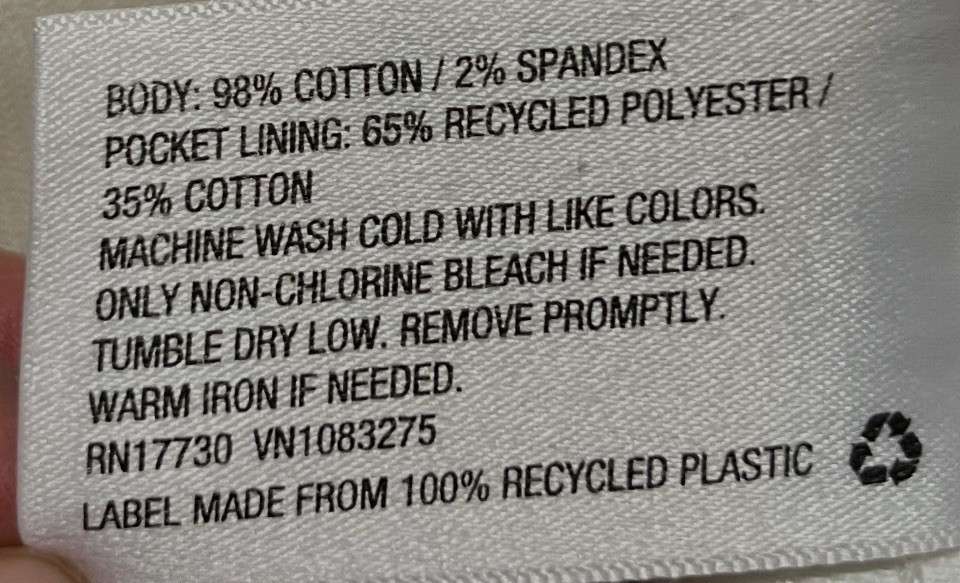 BODY: 98% COTTON / 2% SPANDEX
POCKET LINING: 65% RECYCLED POLYESTER /
35% COTTON
MACHINE WASH COLD WITH LIKE COLORS.
ONLY NON-CHLORINE BLEACH IF NEEDED.
TUMBLE DRY LOW. REMOVE PROMPTLY.
WARM IRON IF NEEDED.
RN17730 VN1083275
LABEL MADE FROM 100% RECYCLED PLASTIC